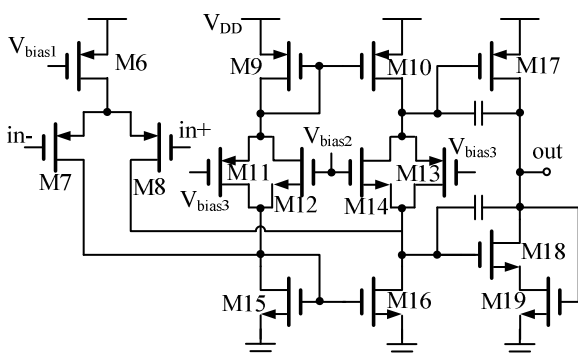 V_DD
V_bias1
M6
M9
M10
M17
in-
in+
V_bias2
V_bias3
out
M7
M8
M11
M13
V_bias3
M12
M14
M18
M15
M16
M19